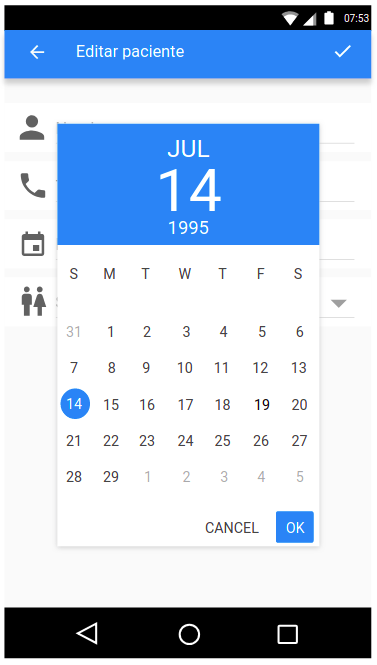 07:53
Editar paciente
JUL
14
1995
S M T W T F S
31 1 2 3 4 5 6
7 8 9 10 11 12 13
14 15 16 17 18 19 20
21 22 23 24 25 26 27
28 29 1 2 3 4 5
CANCEL OK